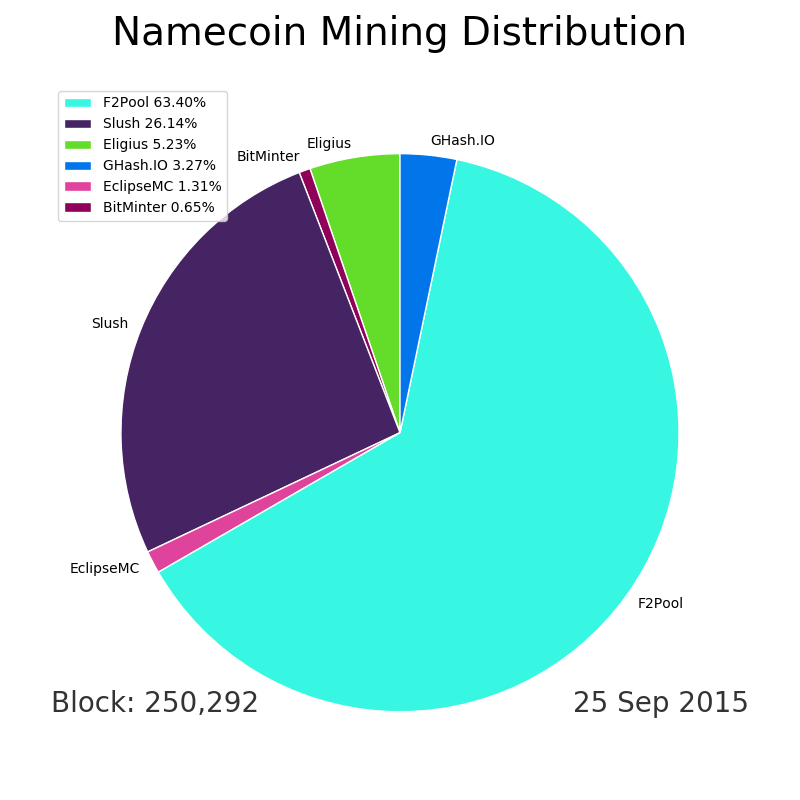 Namecoin Mining Distribution
F2Pool 63.40%
Slush 26.14%
Eligius 5.23%
GHash.IO 3.27%
EclipseMC 1.31%
BitMinter 0.65%
GHash.IO
Eligius
BitMinter
Slush
EclipseMC
F2Pool
Block: 250,292
25 Sep 2015